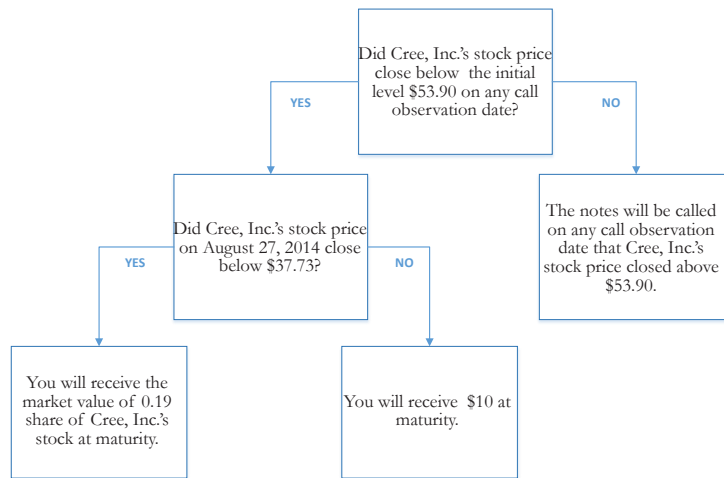 Did Cree, Inc.'s stock price
close below the initial
level $53.90 on any call
observation date?
YES
NO
Did Cree, Inc.'s stock price
on August 27, 2014 close
below $37.73?
The notes will be called
on any call observation
date that Cree, Inc.'s
stock price closed above
$53.90.
YES
NO
You will receive the
market value of 0.19
share of Cree, Inc.'s
stock at maturity.
You will receive $10 at
maturity.